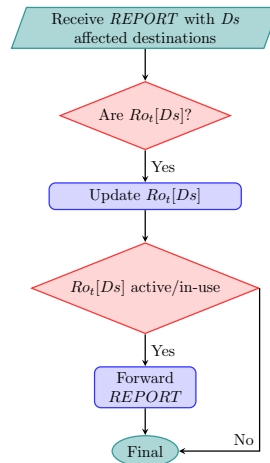 Receive REPORT with Ds
affected destinations
Are Roₜ[Ds]?
Yes
Update Roₜ[Ds]
Roₜ[Ds] active/in-use
Yes
Forward
REPORT
No
Final